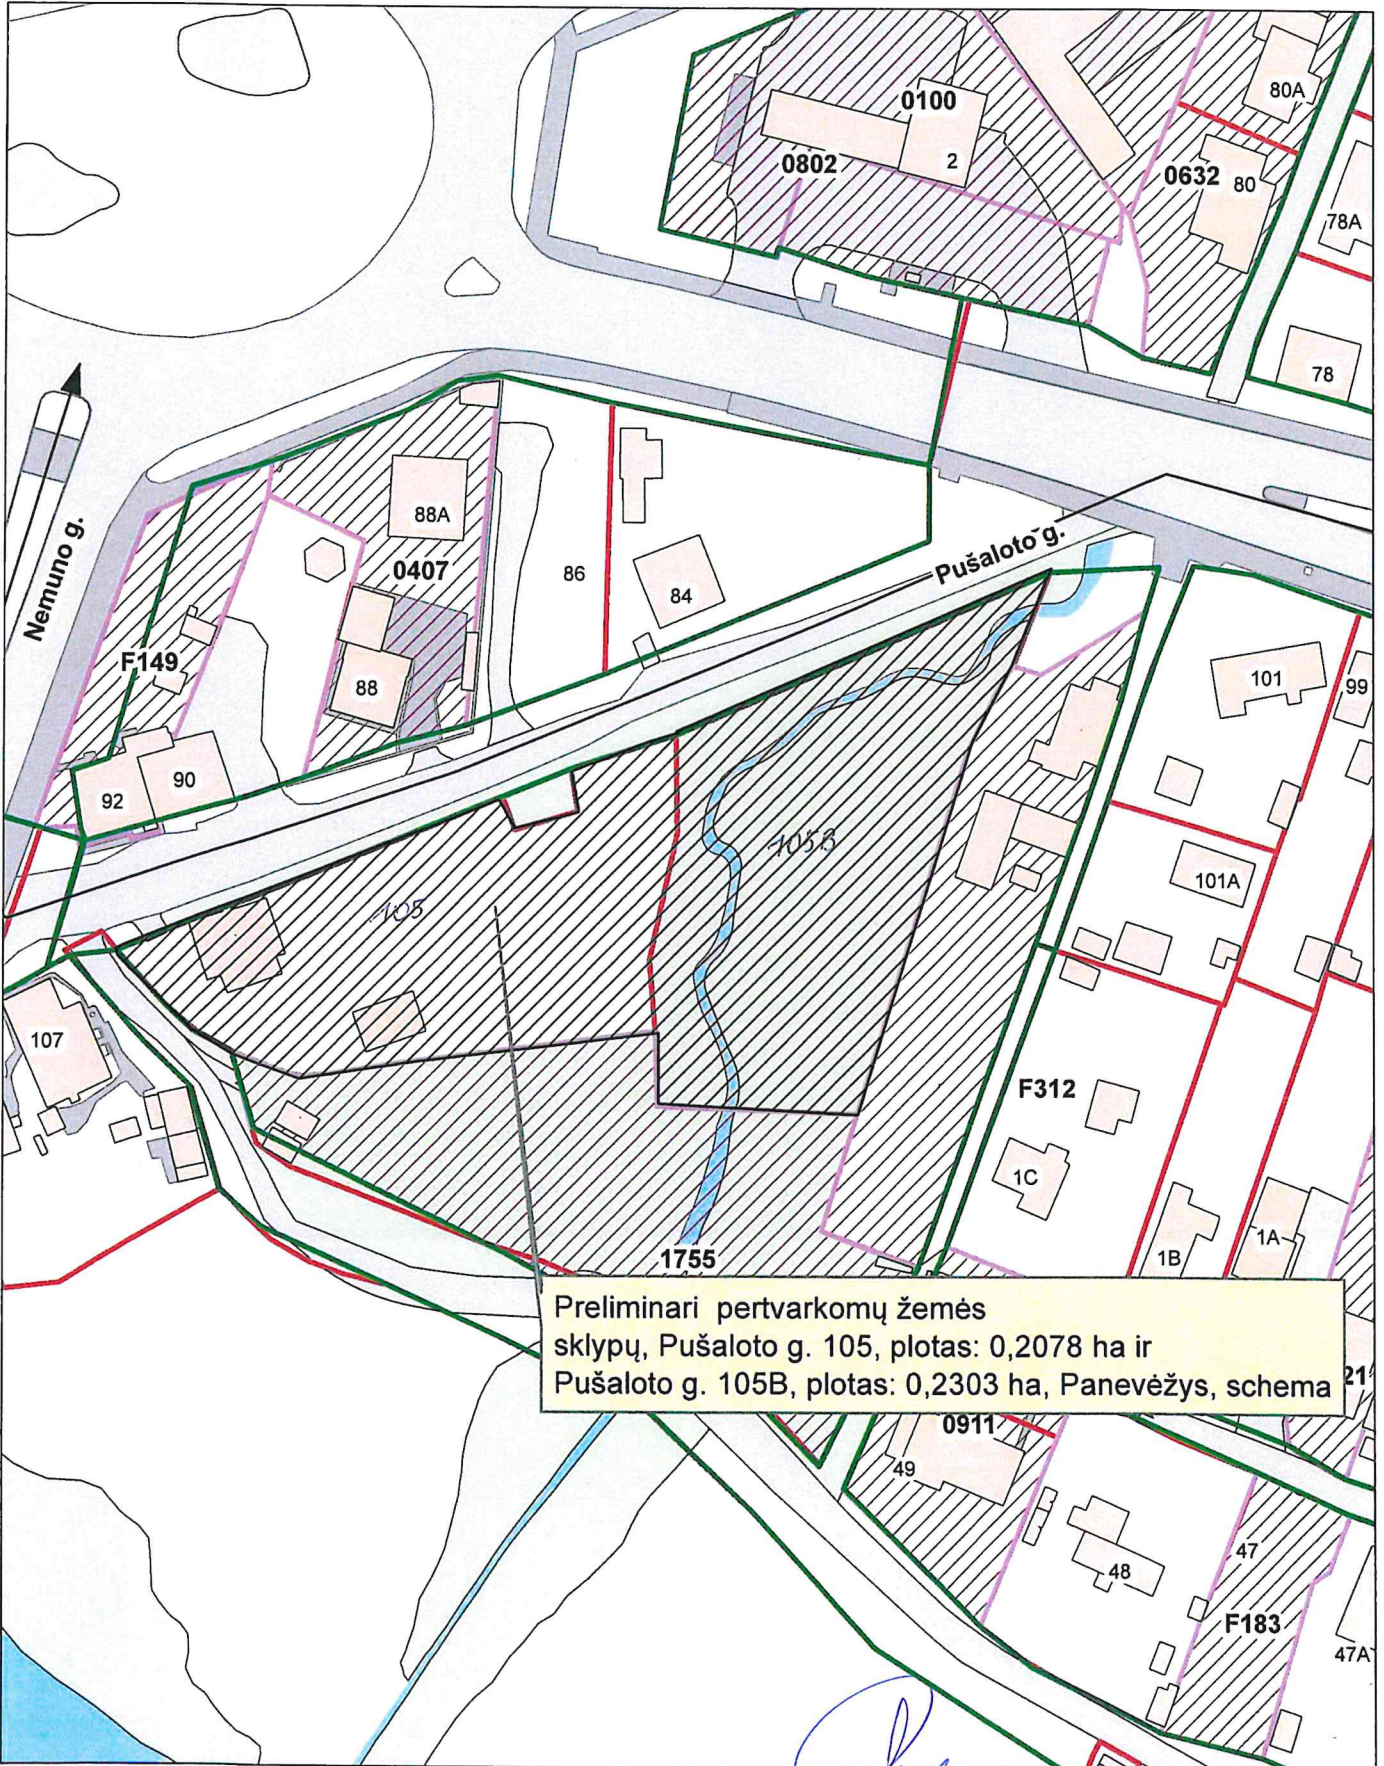 80A
0100
0802
2
0632
80
78A
78
Nemuno g.
88A
0407
86
84
Pušaloto g.
F149
88
101
99
92
90
105B
105
101A
107
F312
1C
1B
1A
1755
Preliminari pertvarkomų žemės
sklypų, Pušaloto g. 105, plotas: 0,2078 ha ir
Pušaloto g. 105B, plotas: 0,2303 ha, Panevėžys, schema
21
0911
49
48
47
F183
47A